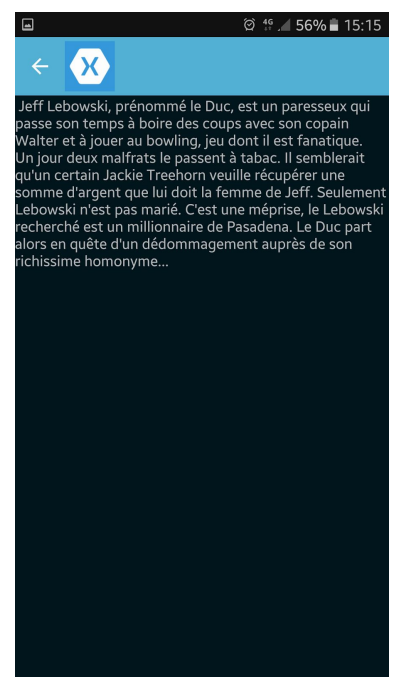 4G 56% 15:15
Jeff Lebowski, prénommé le Duc, est un paresseux qui
passe son temps à boire des coups avec son copain
Walter et à jouer au bowling, jeu dont il est fanatique.
Un jour deux malfrats le passent à tabac. Il semblerait
qu'un certain Jackie Treehorn veuille récupérer une
somme d'argent que lui doit la femme de Jeff. Seulement
Lebowski n'est pas marié. C'est une méprise, le Lebowski
recherché est un millionnaire de Pasadena. Le Duc part
alors en quête d'un dédommagement auprès de son
richissime homonyme...